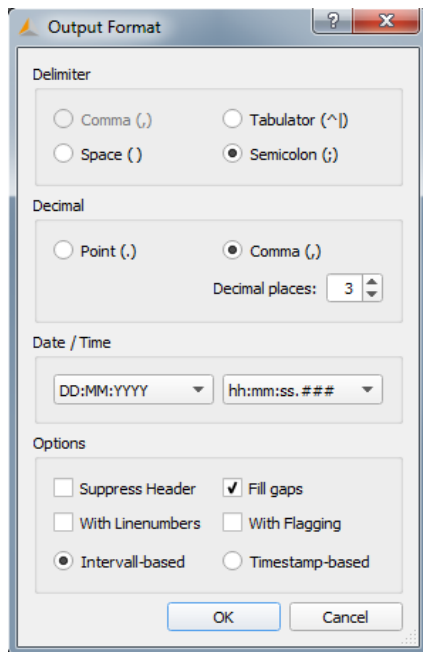 Output Format
Delimiter
Comma (,) Tabulator (^|)
Space ( ) Semicolon (;)
Decimal
Point (.) Comma (,)
Decimal places: 3
Date / Time
DD:MM:YYYY hh:mm:ss.###
Options
Suppress Header Fill gaps
With Linenumbers With Flagging
Intervall-based Timestamp-based
OK Cancel